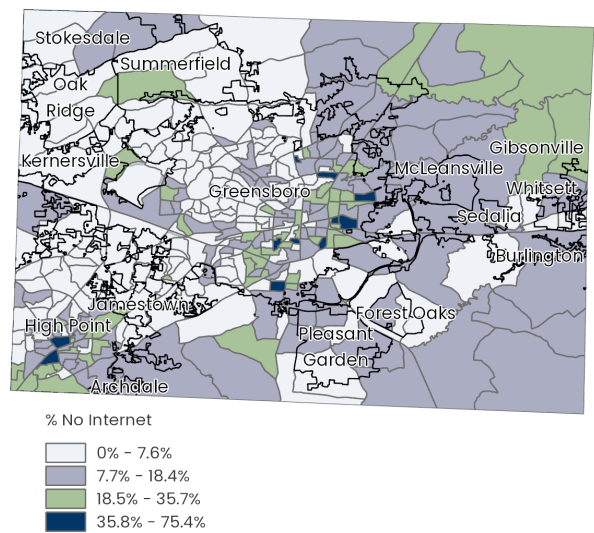 Stokesdale
Summerfield
Oak
Ridge
Kernersville
Gibsonville
McLeansville
Greensboro
Whitsett
Sedalia
Burlington
Jamestown
Forest Oaks
High Point
Pleasant
Garden
Archdale
% No Internet
0% - 7.6%
7.7% - 18.4%
18.5% - 35.7%
35.8% - 75.4%